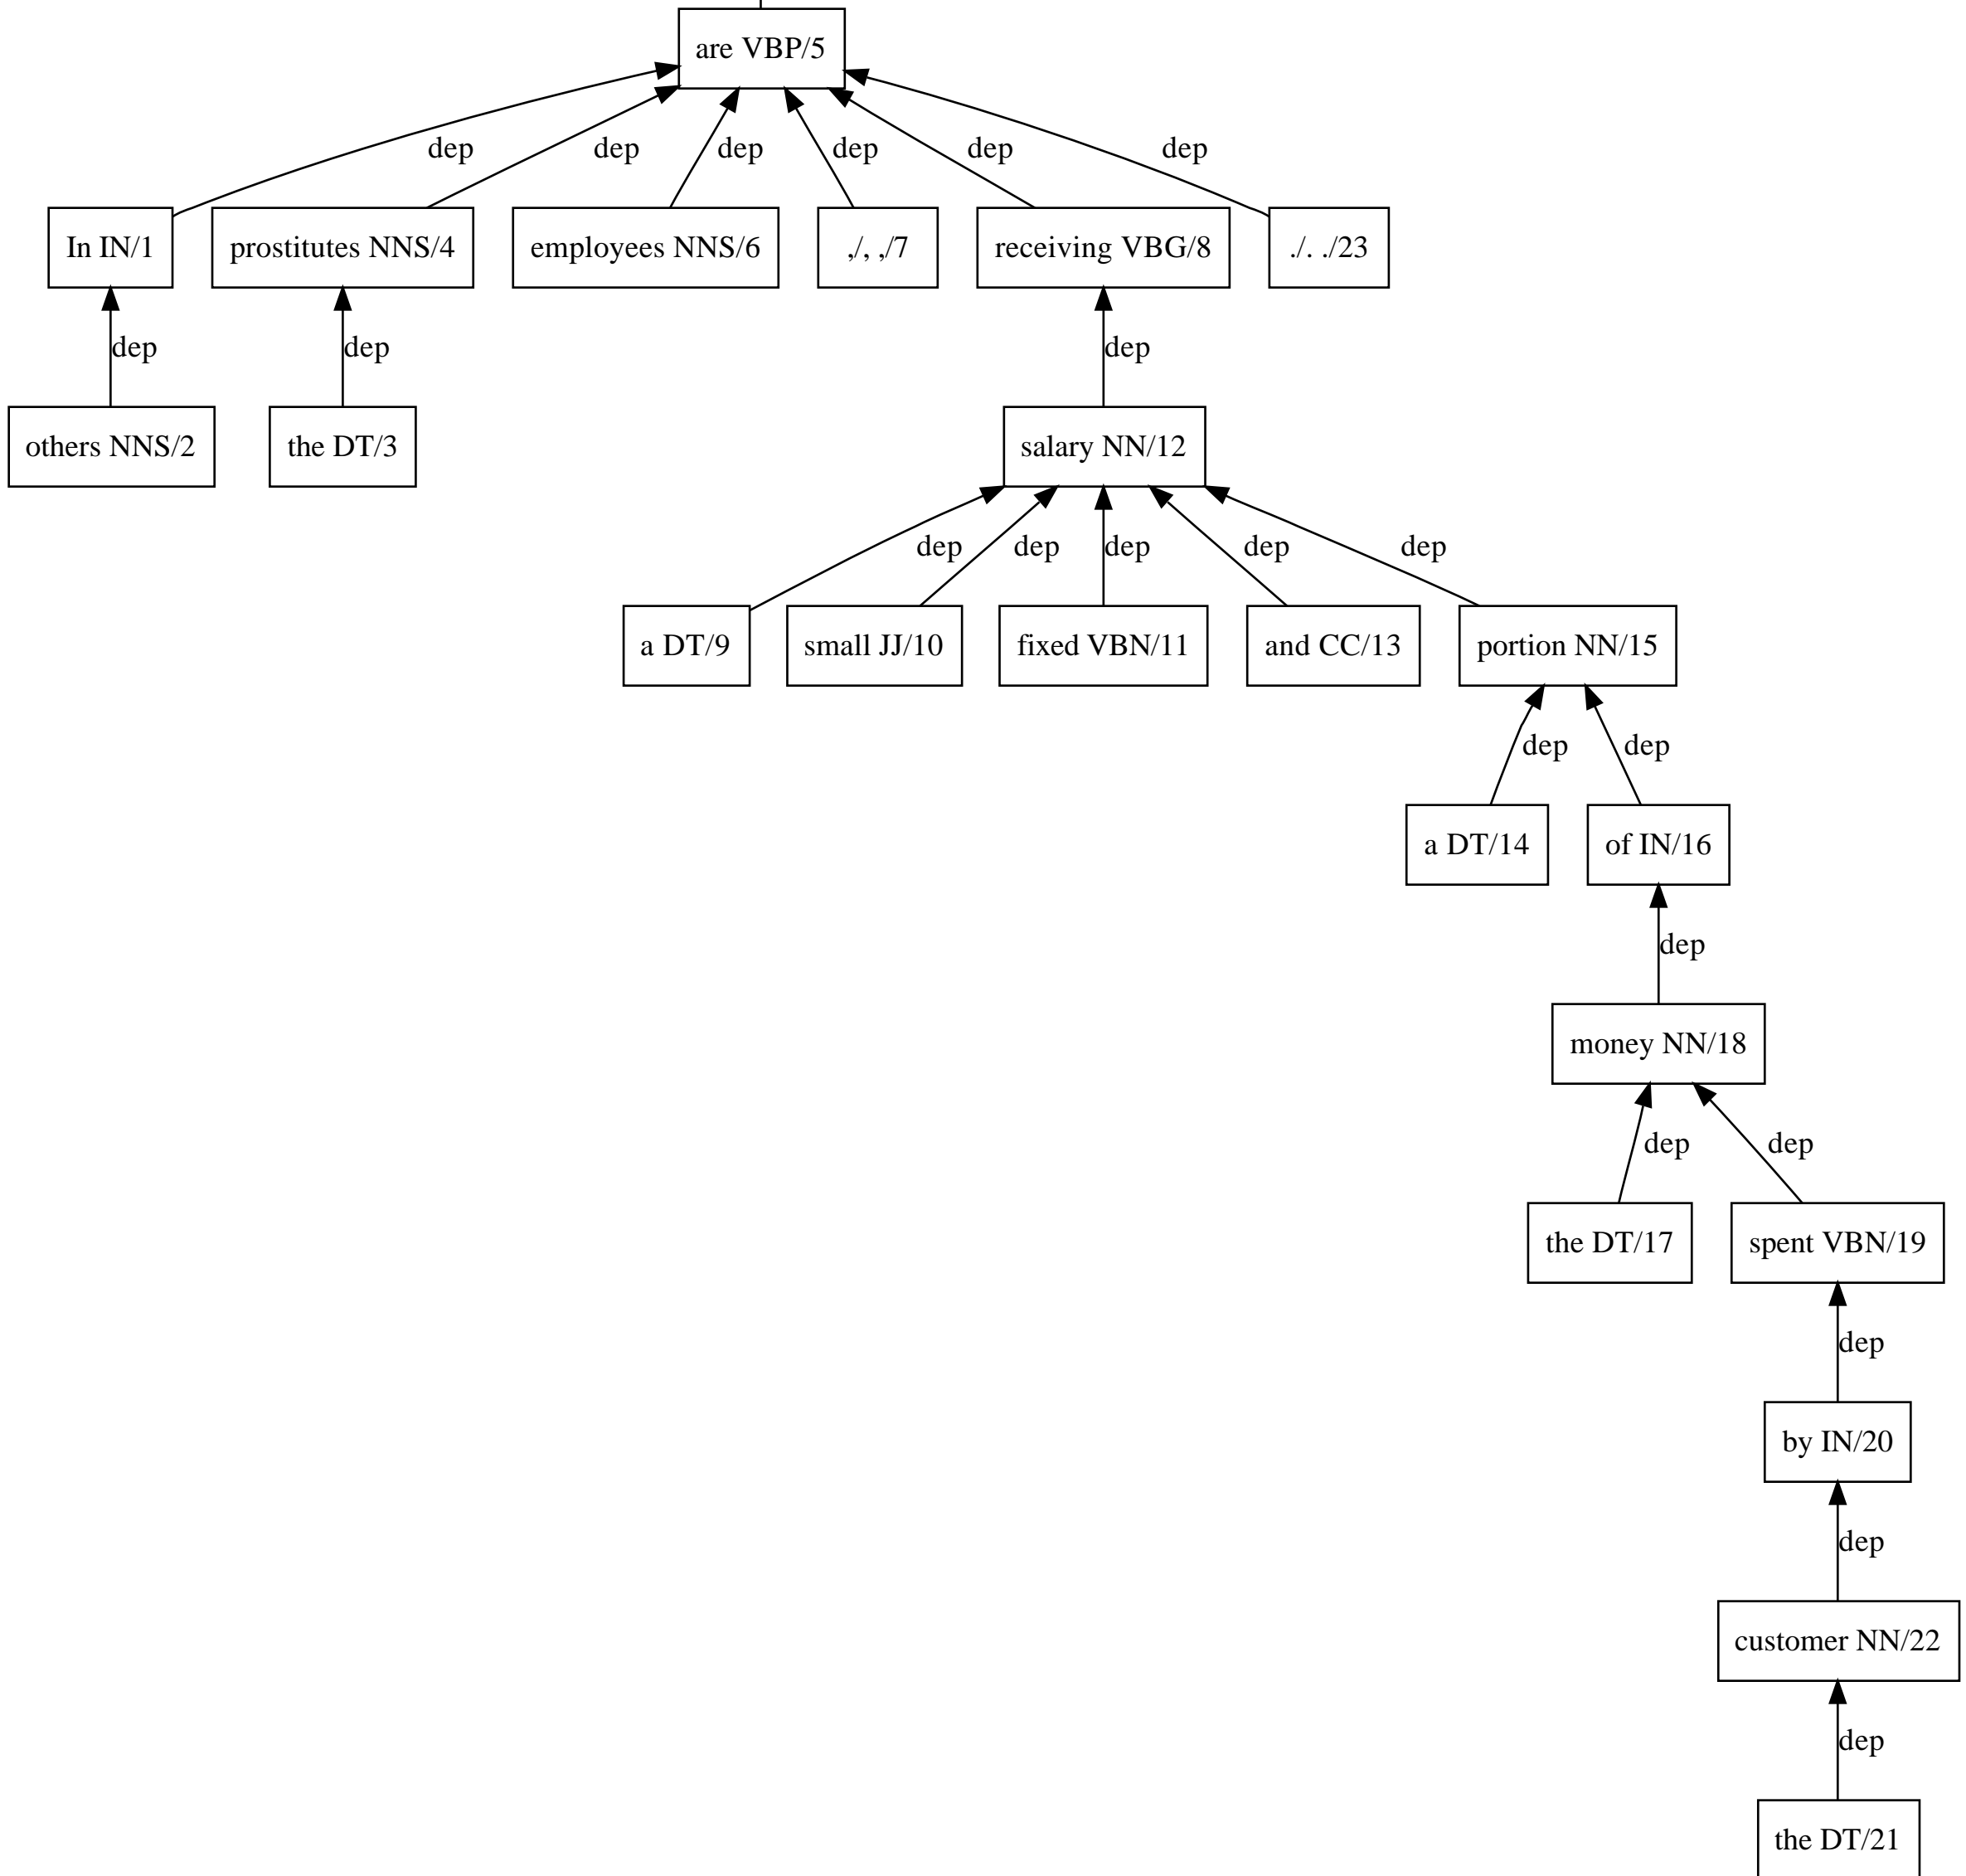 are VBP/5
dep dep dep dep dep dep
In IN/1 prostitutes NNS/4 employees NNS/6 ,/, ,/7 receiving VBG/8 ./. ./23
dep dep dep
others NNS/2 the DT/3 salary NN/12
dep dep dep dep dep
a DT/9 small JJ/10 fixed VBN/11 and CC/13 portion NN/15
dep dep
a DT/14 of IN/16
dep
money NN/18
dep dep
the DT/17 spent VBN/19
dep
by IN/20
dep
customer NN/22
dep
the DT/21